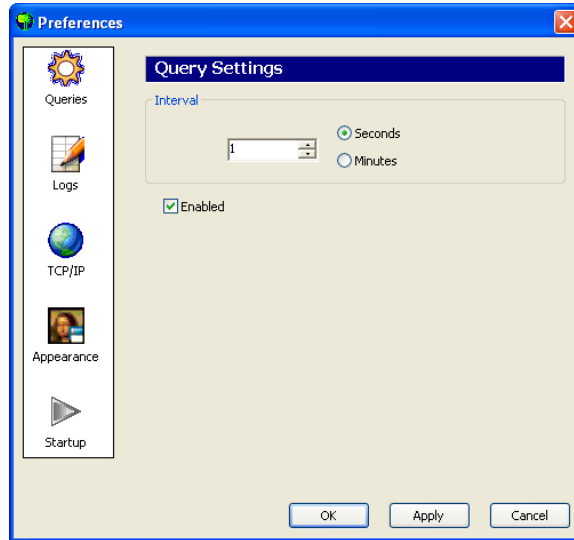 Preferences
Queries
Logs
TCP/IP
Appearance
Startup
Query Settings
Interval
1
Seconds
Minutes
Enabled
OK
Apply
Cancel